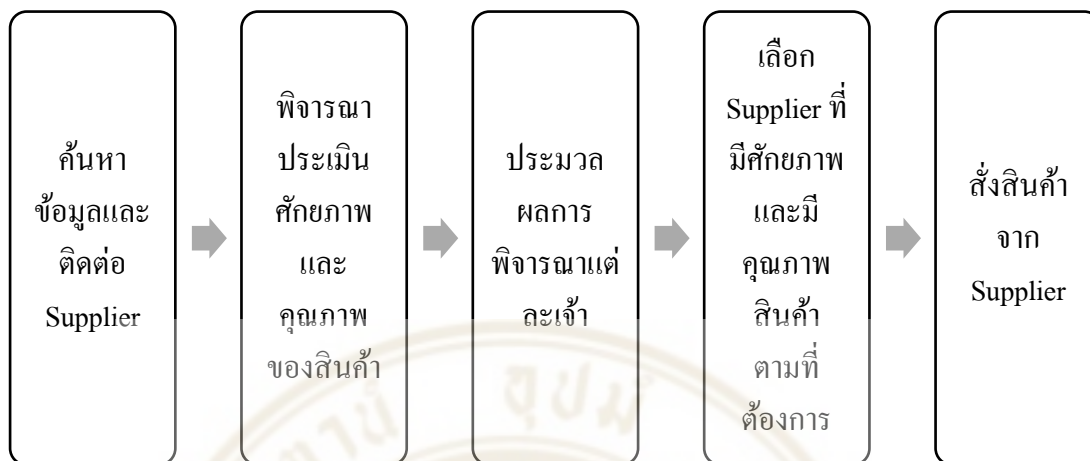 ค้นหา
ข้อมูลและ
ติดต่อ
Supplier
พิจารณา
ประเมิน
ศักยภาพ
และ
คุณภาพ
ของสินค้า
ประมวล
ผลการ
พิจารณาแต่
ละเจ้า
เลือก
Supplier ที่
มีศักยภาพ
และมี
คุณภาพ
สินค้า
ตามที่
ต้องการ
สั่งสินค้า
จาก
Supplier
อุปมํ